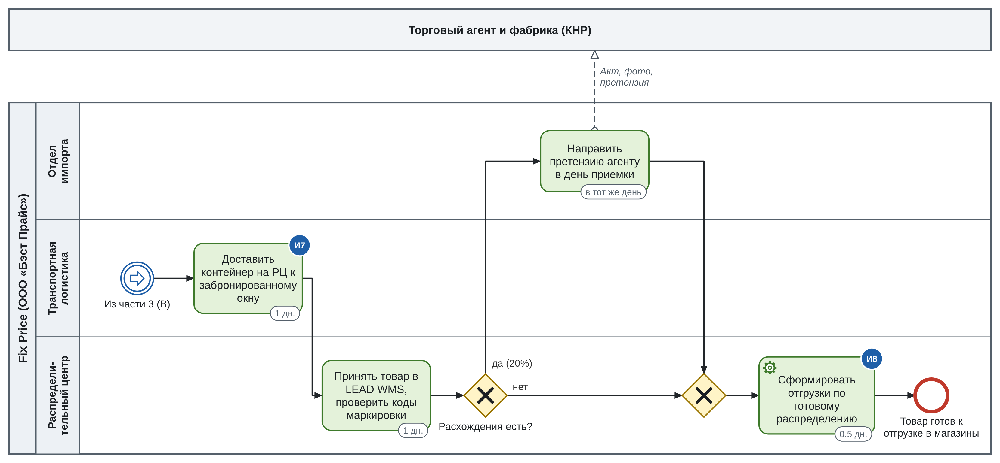 Торговый агент и фабрика (КНР)
Акт, фото,
претензия
Fix Price (ООО «Бэст Прайс»)
Отдел
импорта
Направить
претензию агенту
в день приемки
в тот же день
Транспортная
логистика
Из части 3 (В)
И7
Доставить
контейнер на РЦ к
забронированному
окну
1 дн.
Распредели-
тельный центр
Принять товар в
LEAD WMS,
проверить коды
маркировки
1 дн.
да (20%)
нет
Расхождения есть?
И8
Сформировать
отгрузки по
готовому
распределению
0,5 дн.
Товар готов к
отгрузке в магазины